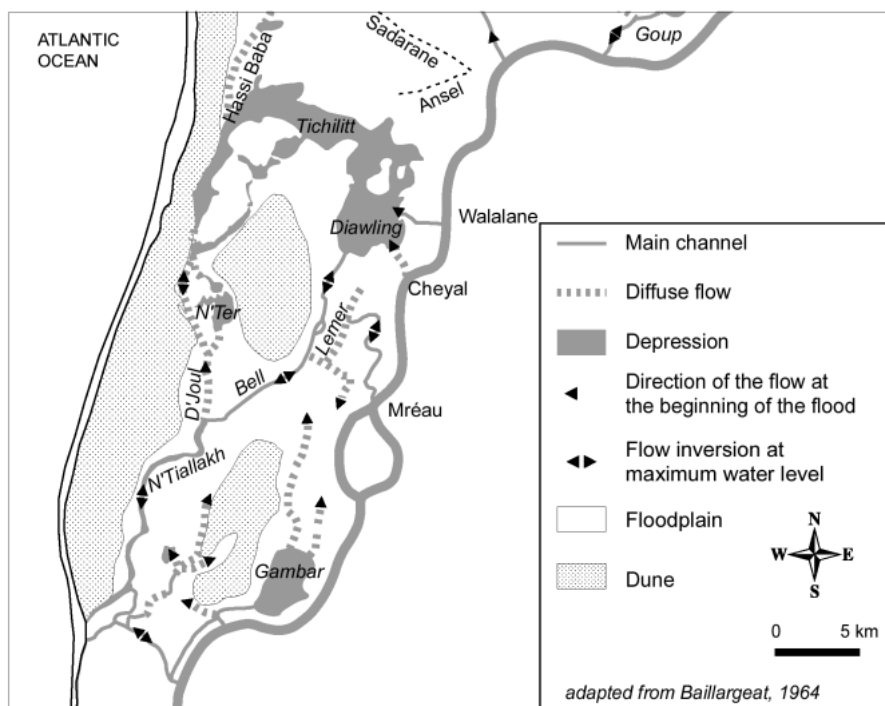 ATLANTIC
OCEAN
Hassi Baba
Sadarane
Ansel
Goup
Tichilitt
Diawling
Walalane
Cheyal
N'Ter
Lemer
D'Joul
Bell
Mréau
N'Tiallakh
Gambar
Main channel
Diffuse flow
Depression
Direction of the flow at
the beginning of the flood
Flow inversion at
maximum water level
Floodplain
Dune
N
W E
S
0 5 km
adapted from Baillargeat, 1964